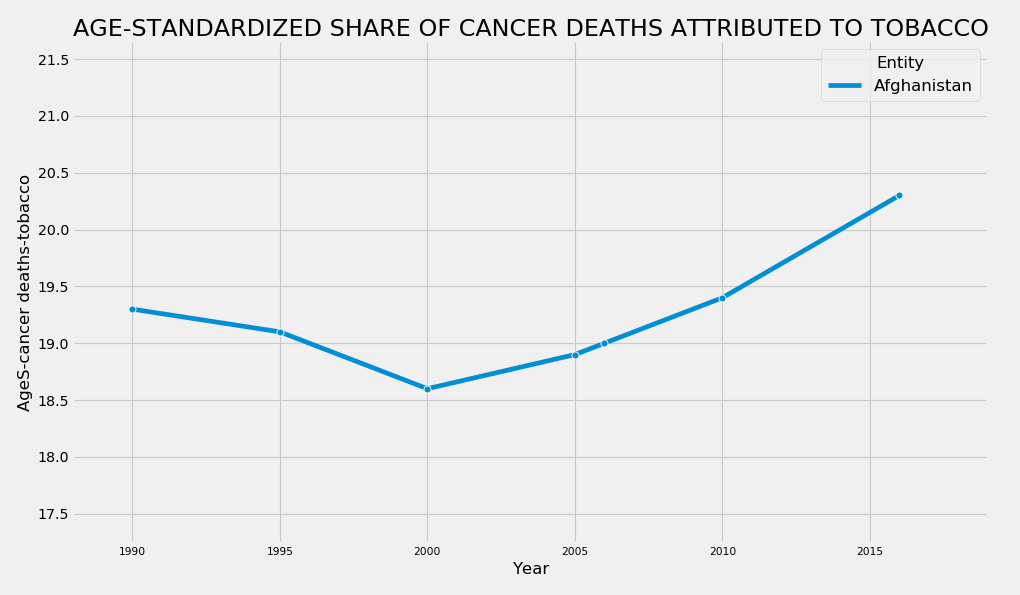 AGE-STANDARDIZED SHARE OF CANCER DEATHS ATTRIBUTED TO TOBACCO
Entity
Afghanistan
AgeS-cancer deaths-tobacco
21.5
21.0
20.5
20.0
19.5
19.0
18.5
18.0
17.5
1990 1995 2000 2005 2010 2015
Year